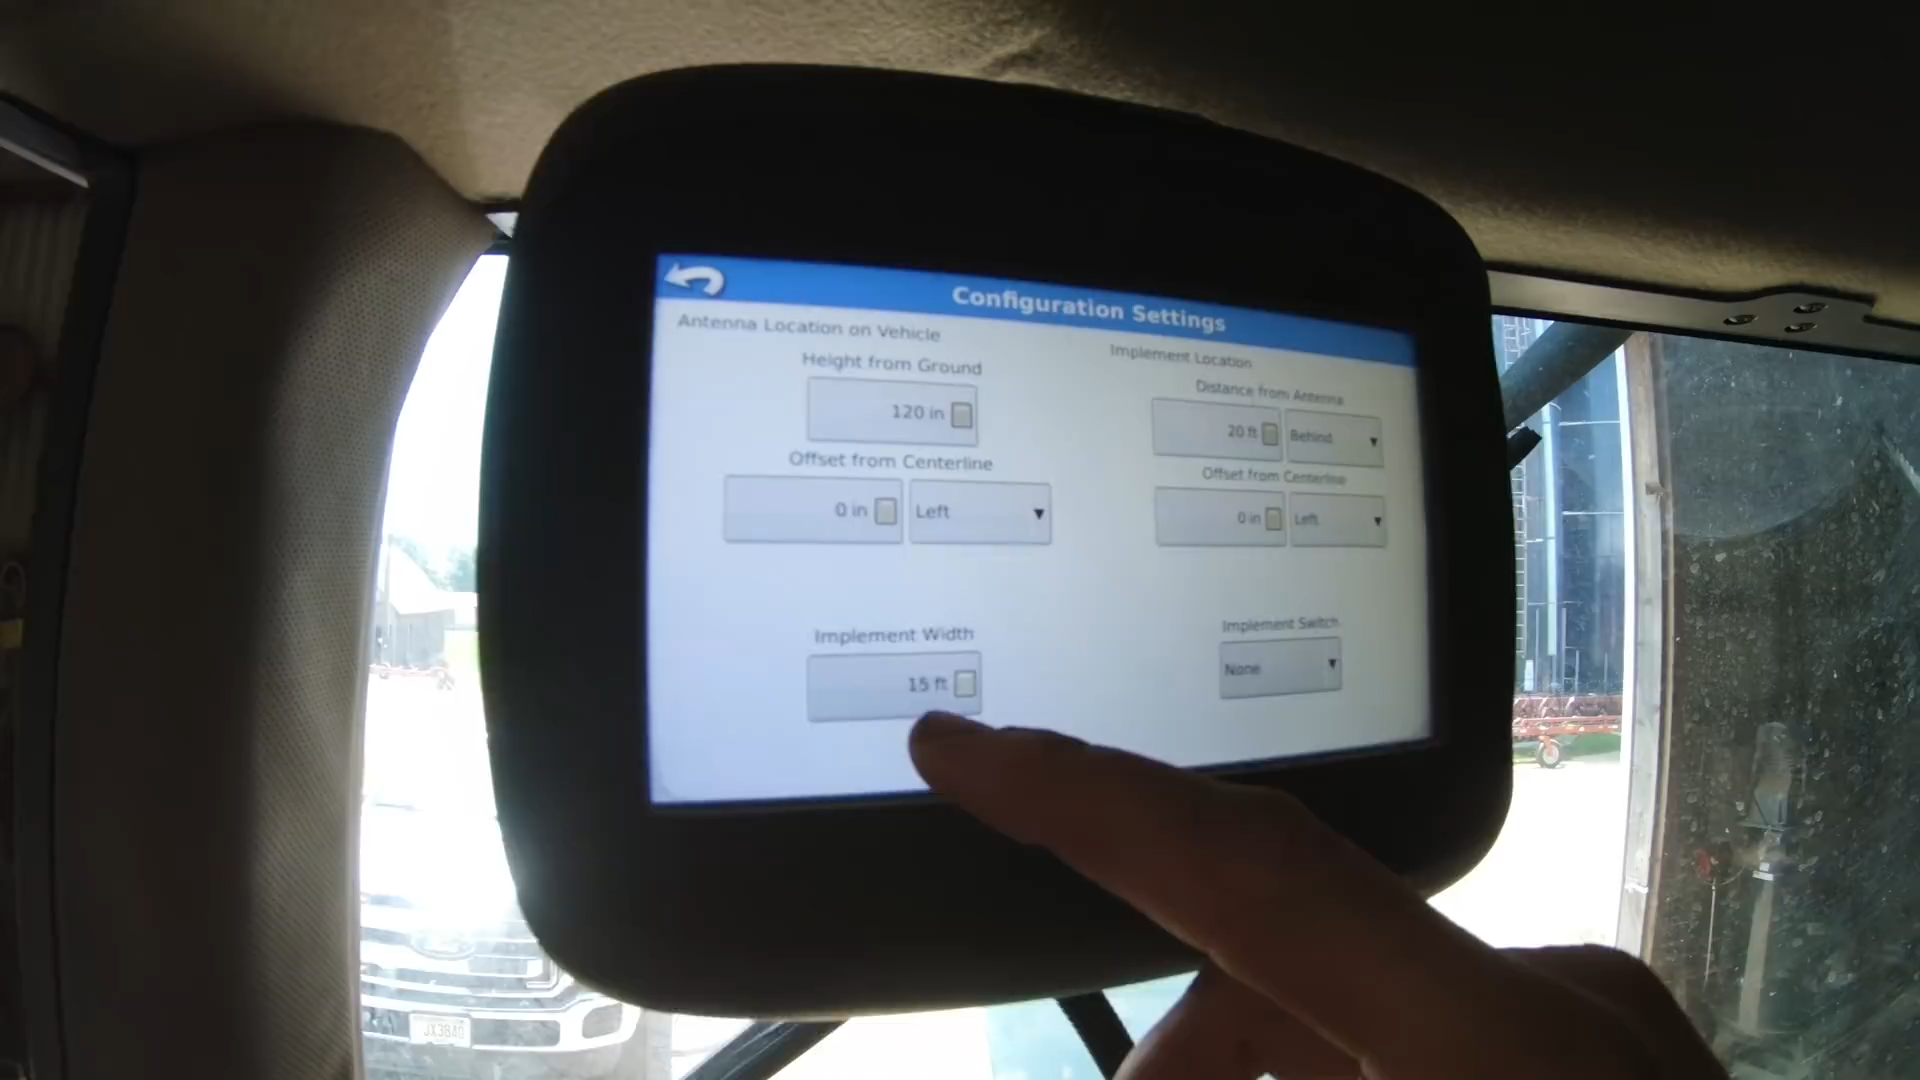 Configuration Settings
Antenna Location on Vehicle
Height from Ground
120 in
Offset from Centerline
0 in Left
Implement Width
15 ft
Implement Location
Distance from Antenna
20 ft Behind
Offset from Centerline
0 in Left
Implement Switch
None
JX3840